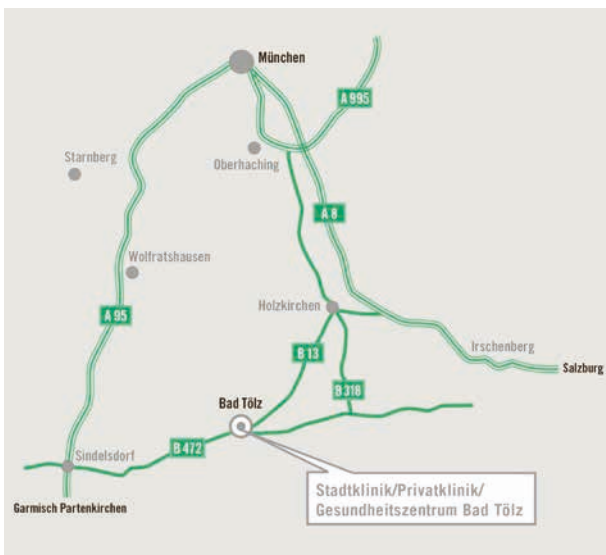 München
A 995
Starnberg
Oberhaching
A 8
Wolfratshausen
A 95
Holzkirchen
Irschenberg
B 13
Salzburg
B 318
Bad Tölz
B 472
Sindelsdorf
Stadtklinik/Privatklinik/
Gesundheitszentrum Bad Tölz
Garmisch Partenkirchen